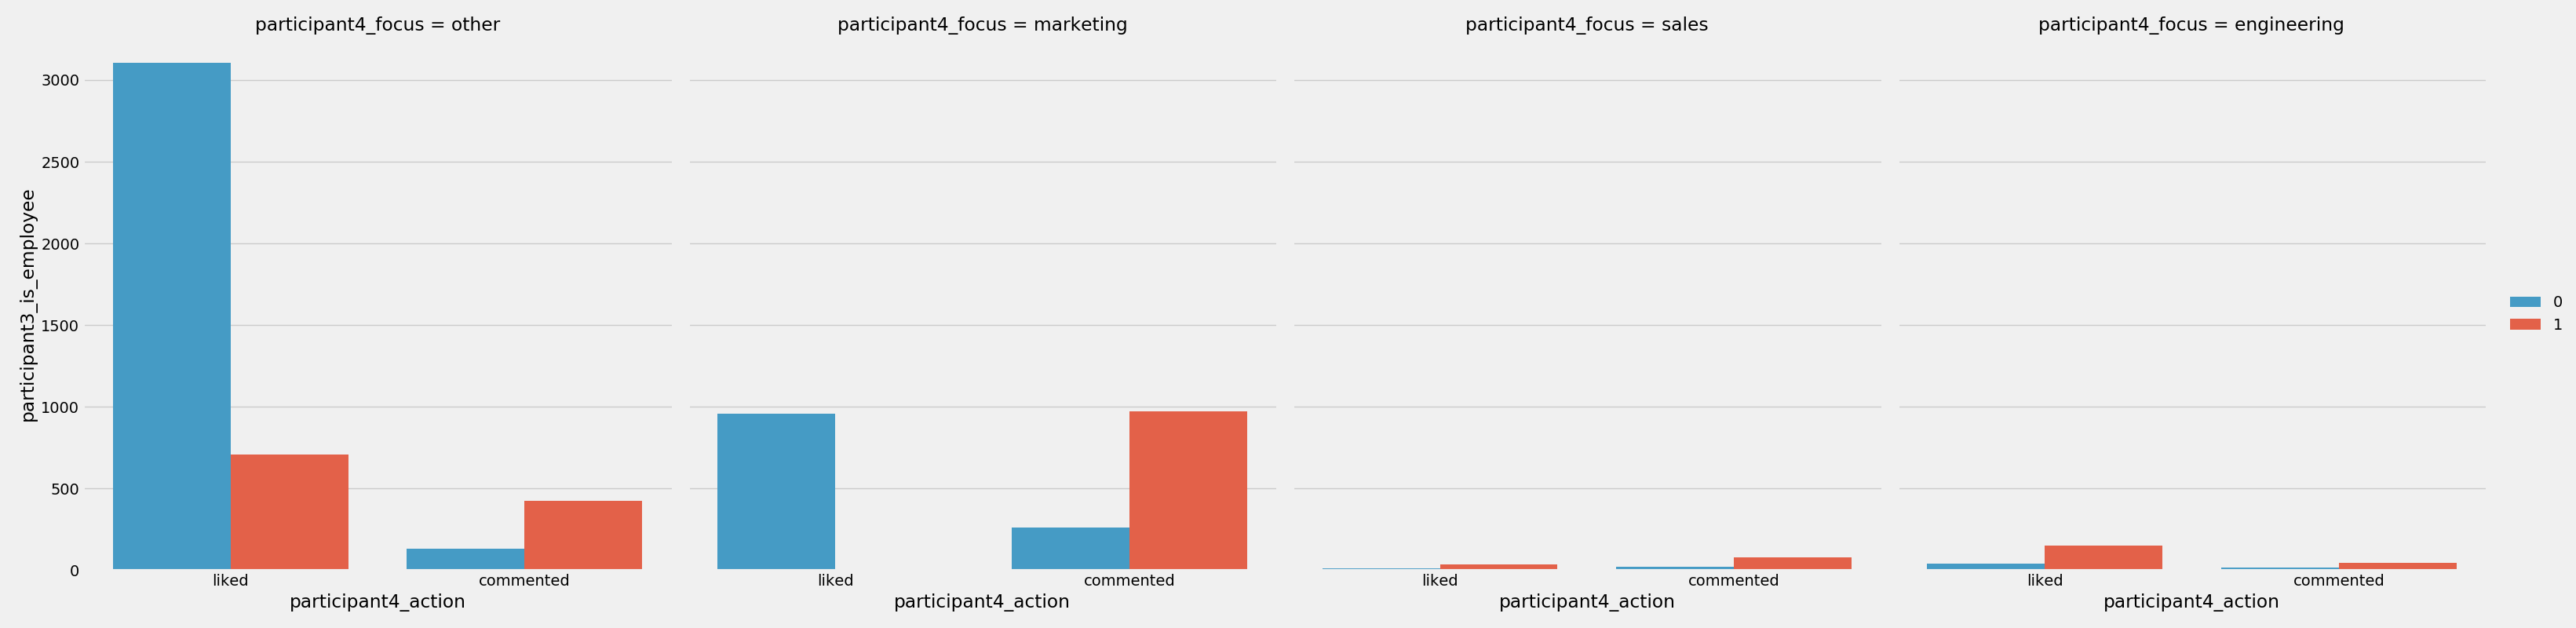 participant4_focus = other
participant4_focus = marketing
participant4_focus = sales
participant4_focus = engineering
participant3_is_employee
3000
2500
2000
1500
1000
500
0
liked
commented
liked
commented
liked
commented
liked
commented
participant4_action
participant4_action
participant4_action
participant4_action
0
1